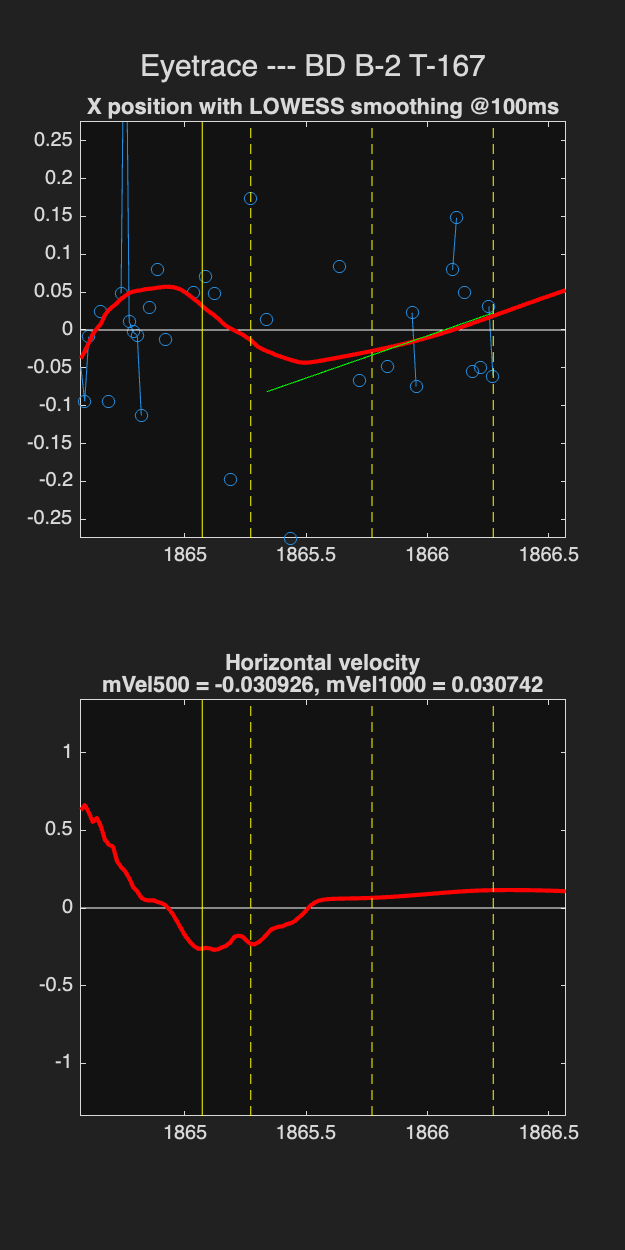 Eyetrace --- BD B-2 T-167
X position with LOWESS smoothing @100ms
0.25
0.2
0.15
0.1
0.05
0
-0.05
-0.1
-0.15
-0.2
-0.25
1865 1865.5 1866 1866.5
Horizontal velocity
mVel500 = -0.030926, mVel1000 = 0.030742
1
0.5
0
-0.5
-1
1865 1865.5 1866 1866.5